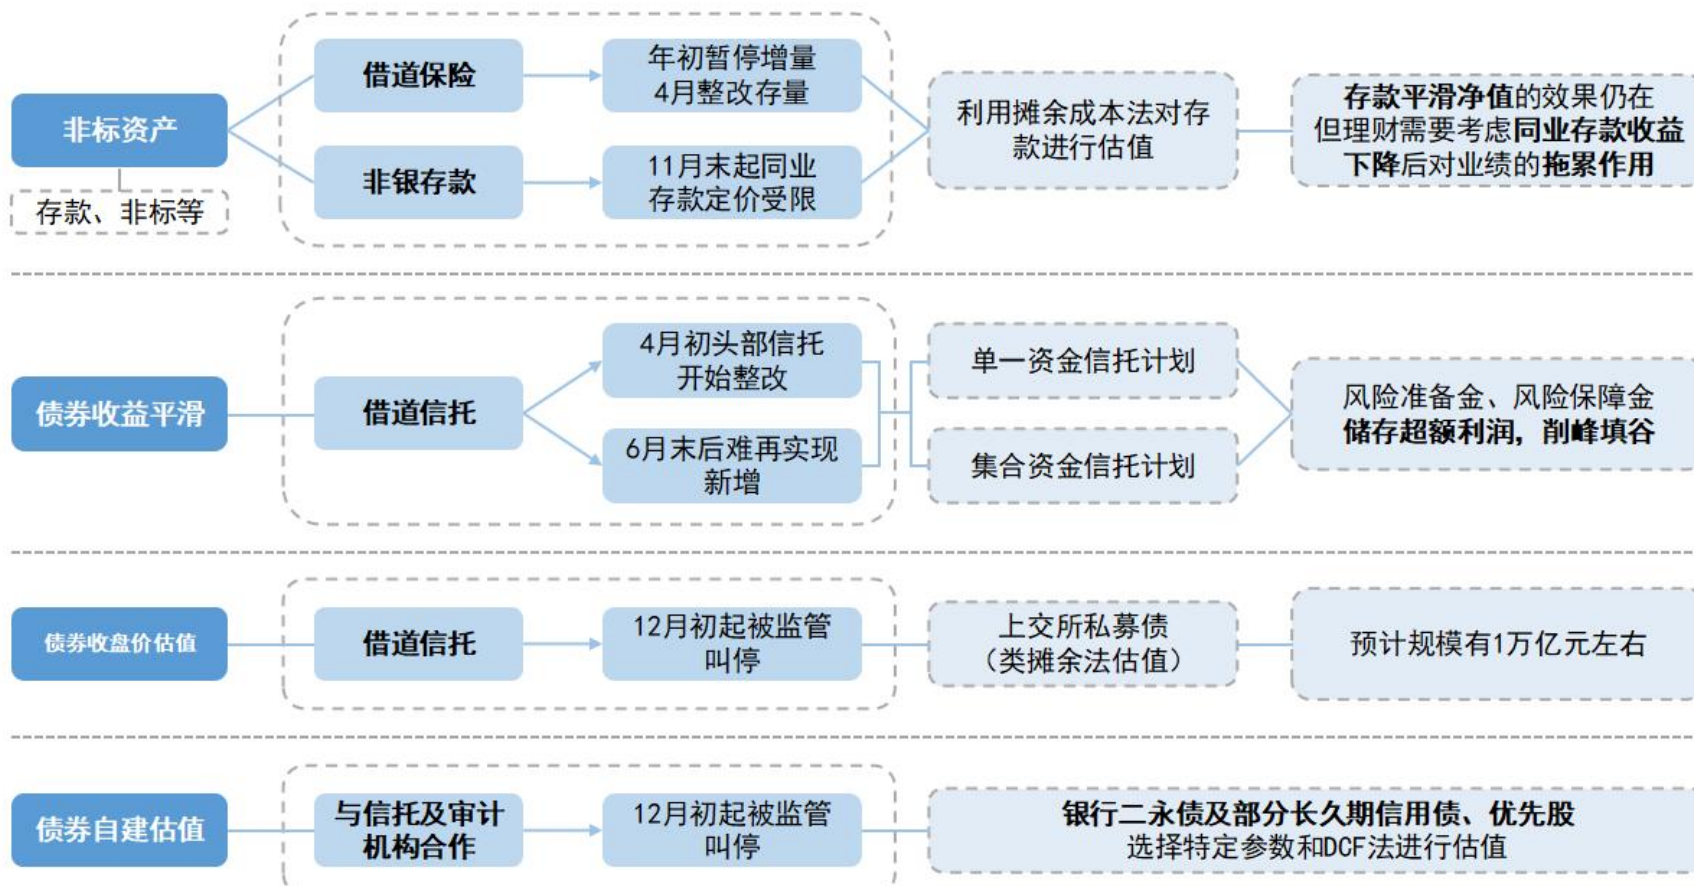 非标资产
存款、非标等
借道保险
年初暂停增量
4月整改存量
非银存款
11月末起同业
存款定价受限
利用摊余成本法对存
款进行估值
存款平滑净值的效果仍在
但理财需要考虑同业存款收益
下降后对业绩的拖累作用
债券收益平滑
借道信托
4月初头部信托
开始整改
6月末后难再实现
新增
单一资金信托计划
集合资金信托计划
风险准备金、风险保障金
储存超额利润，削峰填谷
债券收盘价估值
借道信托
12月初起被监管
叫停
上交所私募债
（类摊余法估值）
预计规模有1万亿元左右
债券自建估值
与信托及审计
机构合作
12月初起被监管
叫停
银行二永债及部分长久期信用债、优先股
选择特定参数和DCF法进行估值